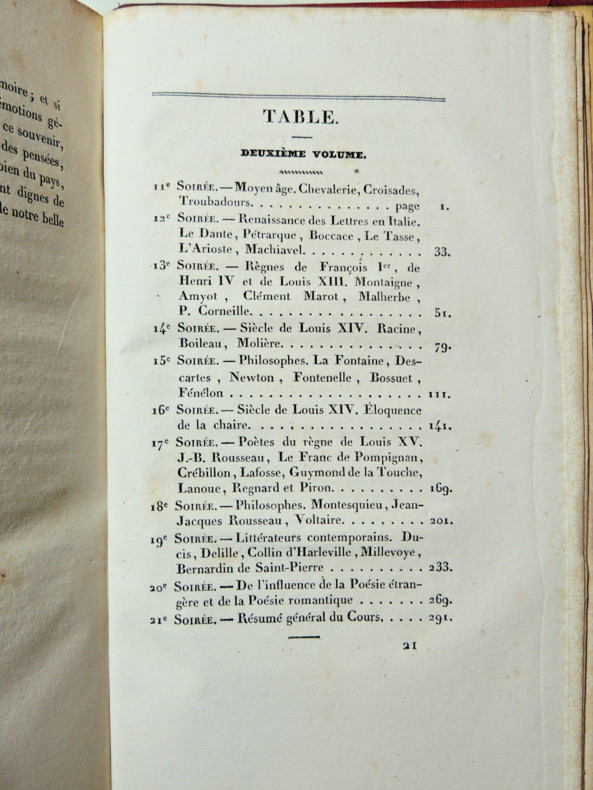 moire; et si
émotions gé-
ce souvenir,
des pensées,
bien du pays,
nt dignes de
le notre belle
TABLE.
DEUXIÈME VOLUME.
11e SOIRÉE.—Moyen âge. Chevalerie, Croisades,
Troubadours. . . . . . . . . . . . . . . page 1.
12e SOIRÉE. — Renaissance des Lettres en Italie.
Le Dante, Pétrarque, Boccace, Le Tasse,
L'Arioste, Machiavel. . . . . . . . . . . . . 33.
13e SOIRÉE. — Règnes de François Ier, de
Henri IV et de Louis XIII. Montaigne,
Amyot, Clément Marot, Malherbe,
P. Corneille. . . . . . . . . . . . . . . . . . 51.
14e SOIRÉE. — Siècle de Louis XIV. Racine,
Boileau, Molière. . . . . . . . . . . . . . . 79.
15e SOIRÉE. — Philosophes. La Fontaine, Des-
cartes, Newton, Fontenelle, Bossuet,
Fénélon . . . . . . . . . . . . . . . . . . . . 111.
16e SOIRÉE. — Siècle de Louis XIV. Éloquence
de la chaire. . . . . . . . . . . . . . . . . . 141.
17e SOIRÉE. — Poètes du règne de Louis XV.
J.-B. Rousseau, Le Franc de Pompignan,
Crébillon, Lafosse, Guymond de la Touche,
Lanoue, Regnard et Piron. . . . . . . . . . 169.
18e SOIRÉE. — Philosophes. Montesquieu, Jean-
Jacques Rousseau, Voltaire. . . . . . . . . 201.
19e SOIRÉE. — Littérateurs contemporains. Du-
cis, Delille, Collin d'Harleville, Millevoye,
Bernardin de Saint-Pierre . . . . . . . . . . 233.
20e SOIRÉE. — De l'influence de la Poésie étran-
gère et de la Poésie romantique . . . . . . . 269.
21e SOIRÉE. — Résumé général du Cours. . . . . 291.
21